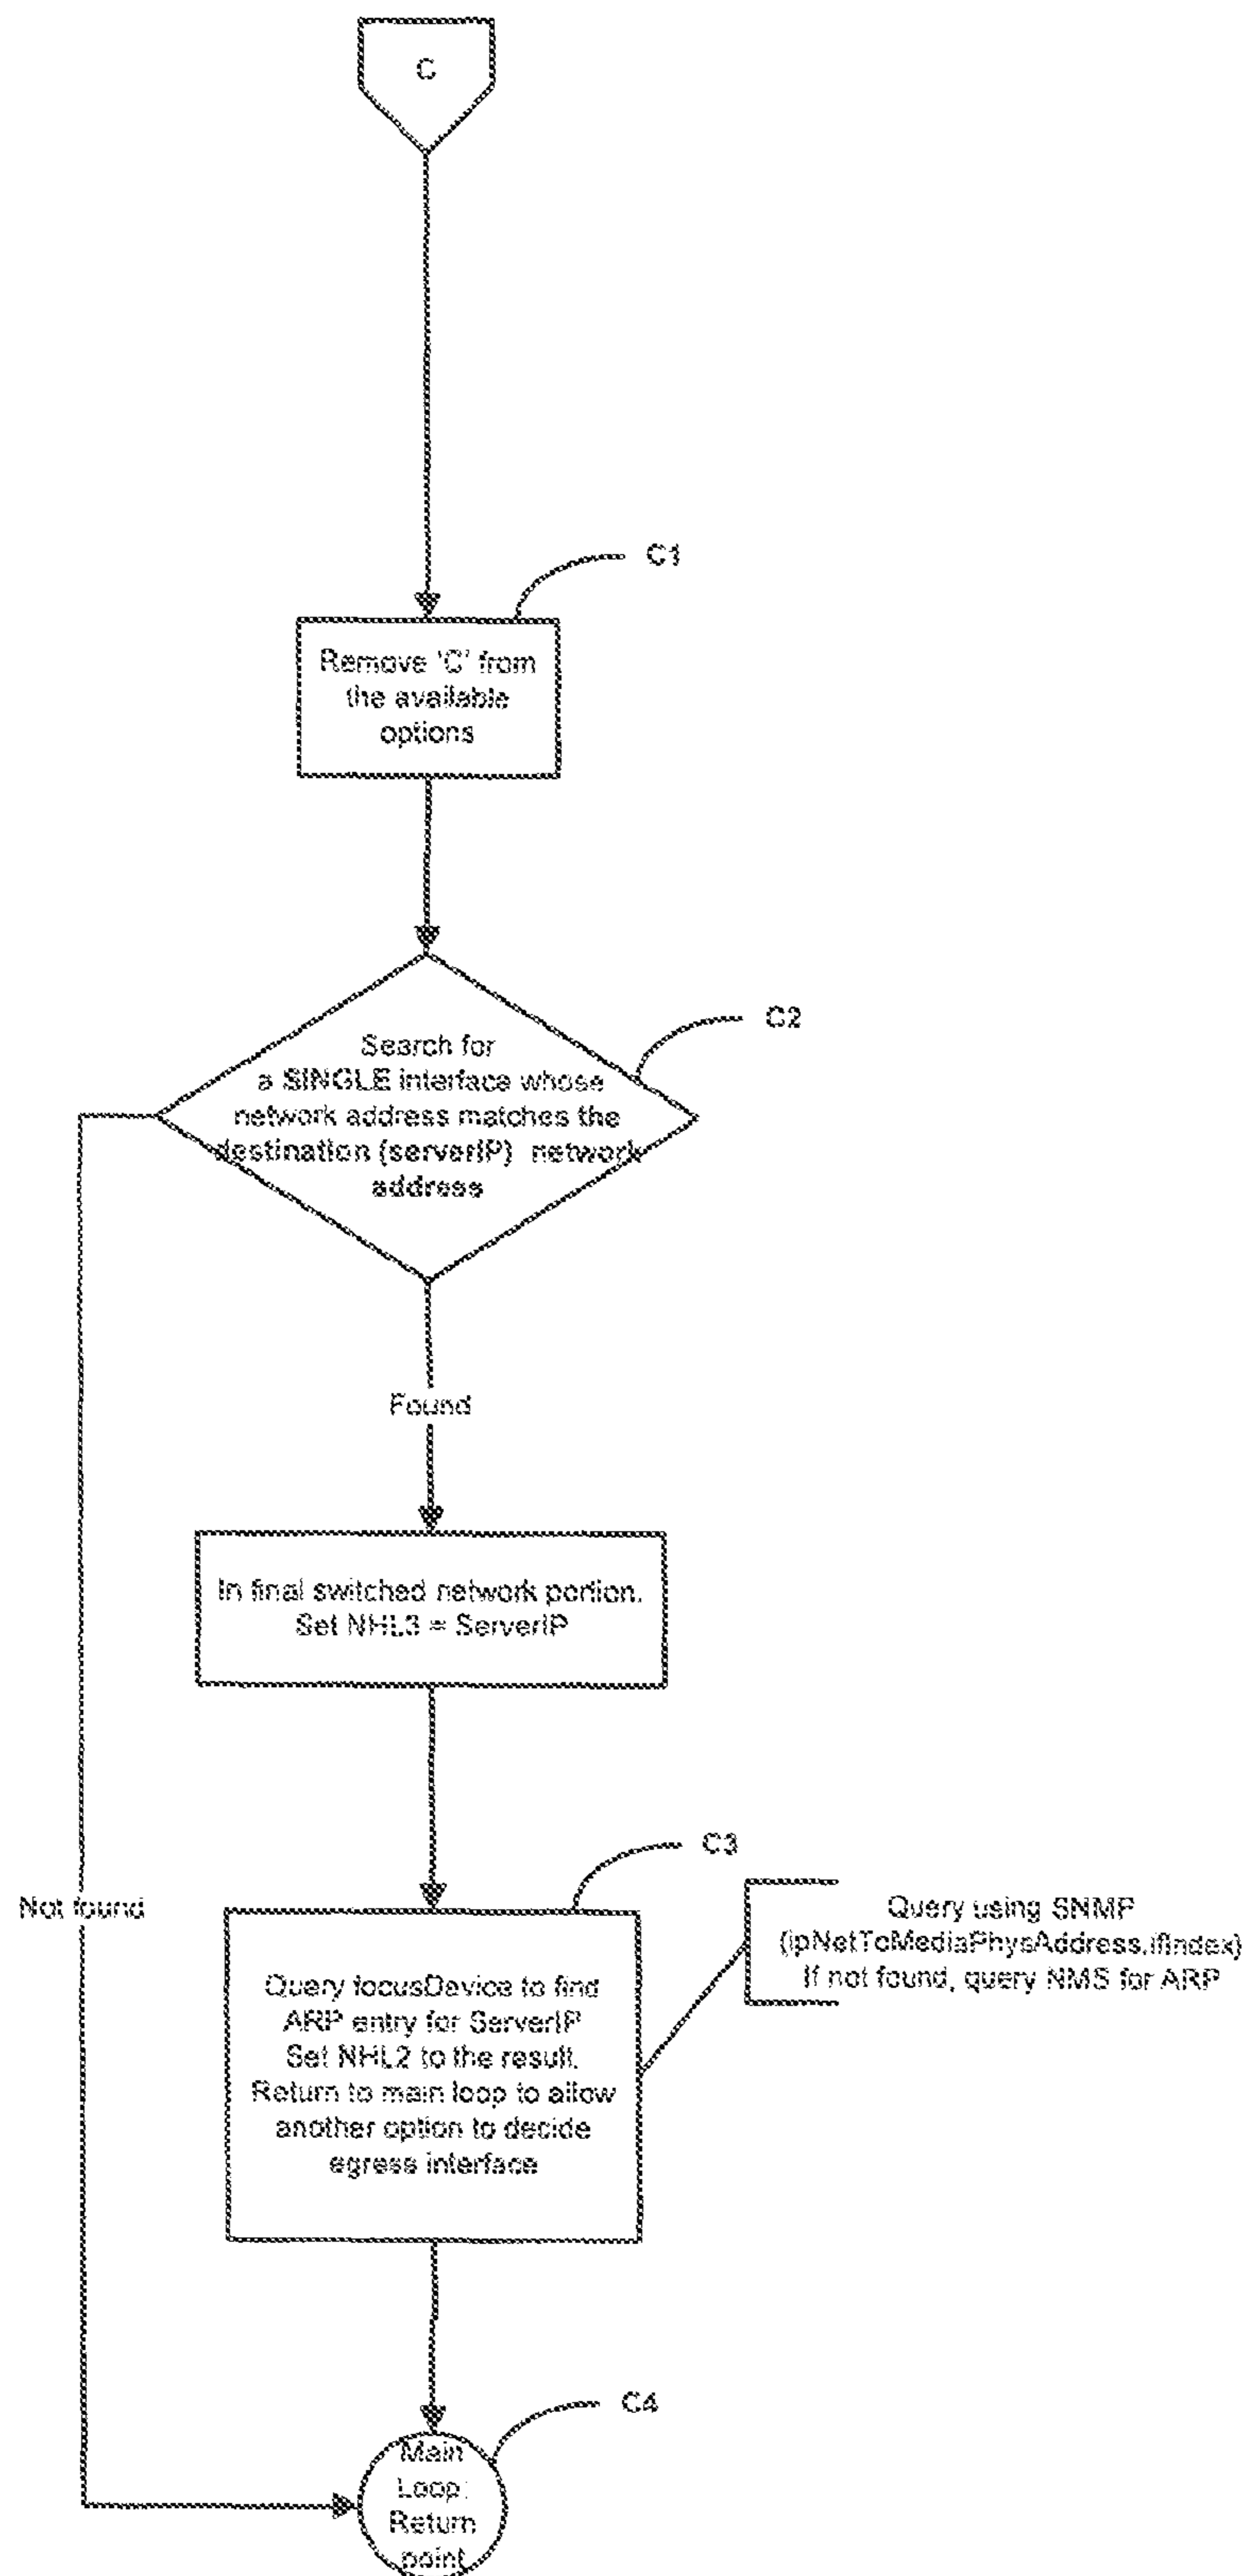 C
C1
Remove 'C' from
the available
options
C2
Search for
a SINGLE interface whose
network address matches the
destination (serverIP) network
address
Found
In final switched network portion.
Set NHL3 = ServerIP
C3
Not found
Query using SNMP
(ipNetToMediaPhysAddress.ifIndex)
If not found, query NMS for ARP
Query focusDevice to find
ARP entry for ServerIP
Set NHL2 to the result.
Return to main loop to allow
another option to decide
egress interface
C4
Main
Loop:
Return
point